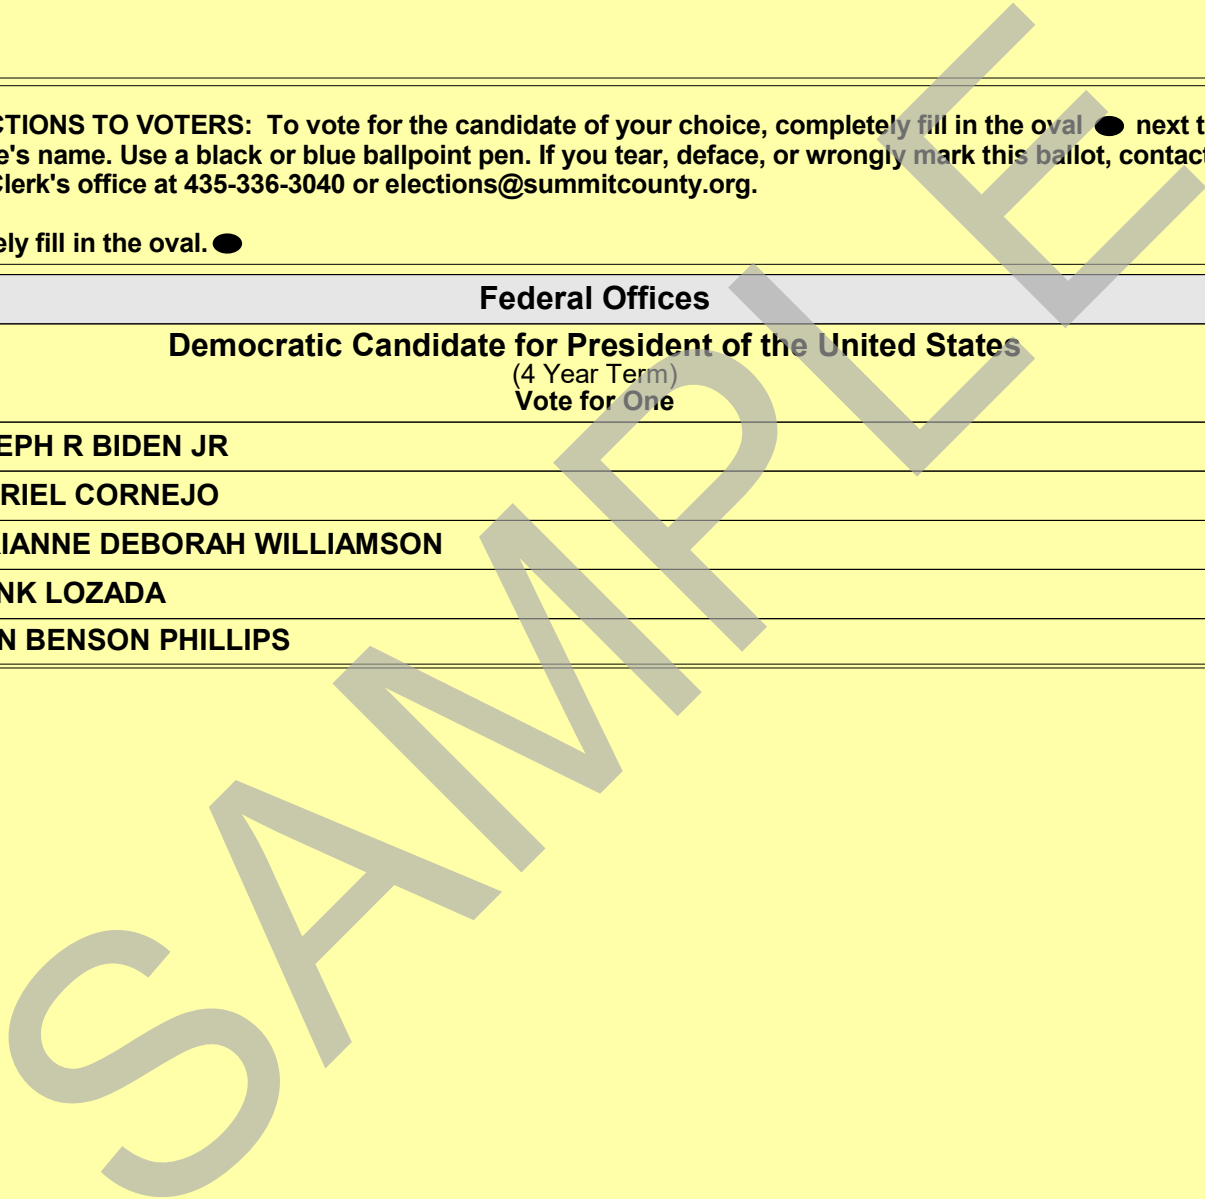 CTIONS TO VOTERS: To vote for the candidate of your choice, completely fill in the oval next t
e's name. Use a black or blue ballpoint pen. If you tear, deface, or wrongly mark this ballot, contact
Clerk's office at 435-336-3040 or elections@summitcounty.org.
ely fill in the oval.
Federal Offices
Democratic Candidate for President of the United States
(4 Year Term)
Vote for One
EPH R BIDEN JR
RIEL CORNEJO
IANNE DEBORAH WILLIAMSON
NK LOZADA
N BENSON PHILLIPS
SAMPLE